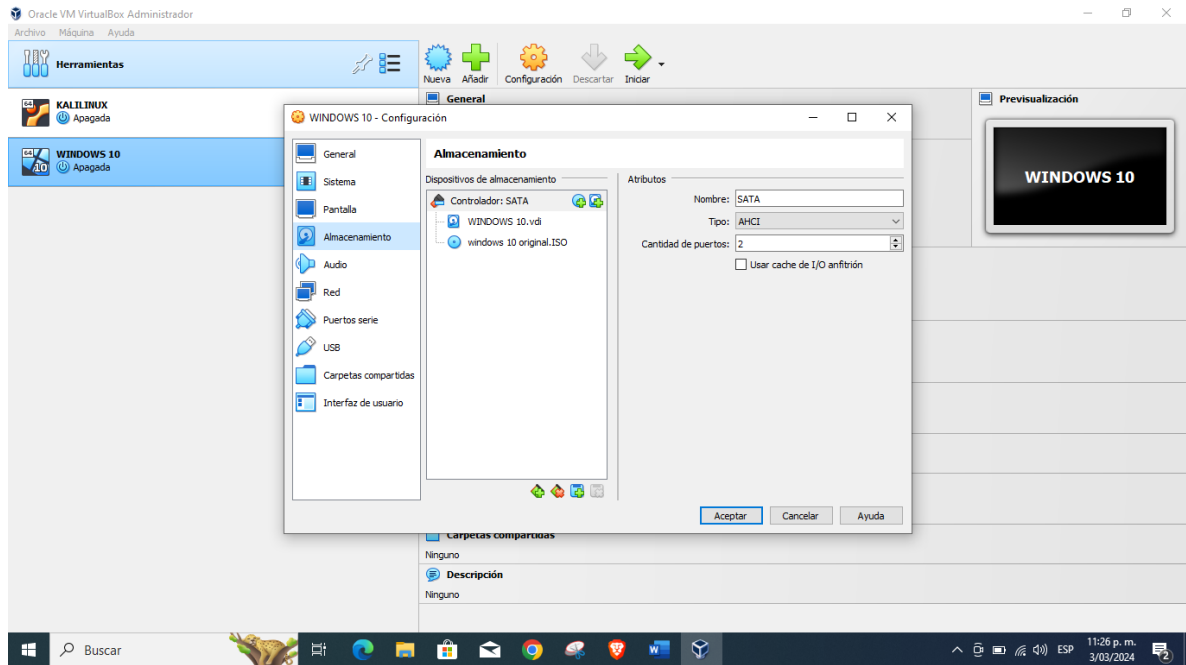 Oracle VM VirtualBox Administrador
Archivo Máquina Ayuda
Herramientas
Nueva Añadir Configuración Descartar Iniciar
64
KALILINUX
Apagada
64
10
WINDOWS 10
Apagada
General
Previsualización
WINDOWS 10
WINDOWS 10 - Configuración
General
Sistema
Pantalla
Almacenamiento
Audio
Red
Puertos serie
USB
Carpetas compartidas
Interfaz de usuario
Almacenamiento
Dispositivos de almacenamiento
Controlador: SATA
WINDOWS 10.vdi
windows 10 original.ISO
Atributos
Nombre: SATA
Tipo: AHCI
Cantidad de puertos: 2
Usar cache de I/O anfitrión
Aceptar Cancelar Ayuda
Carpetas compartidas
Ninguno
Descripción
Ninguno
Buscar
W
ESP
11:26 p. m.
3/03/2024
2